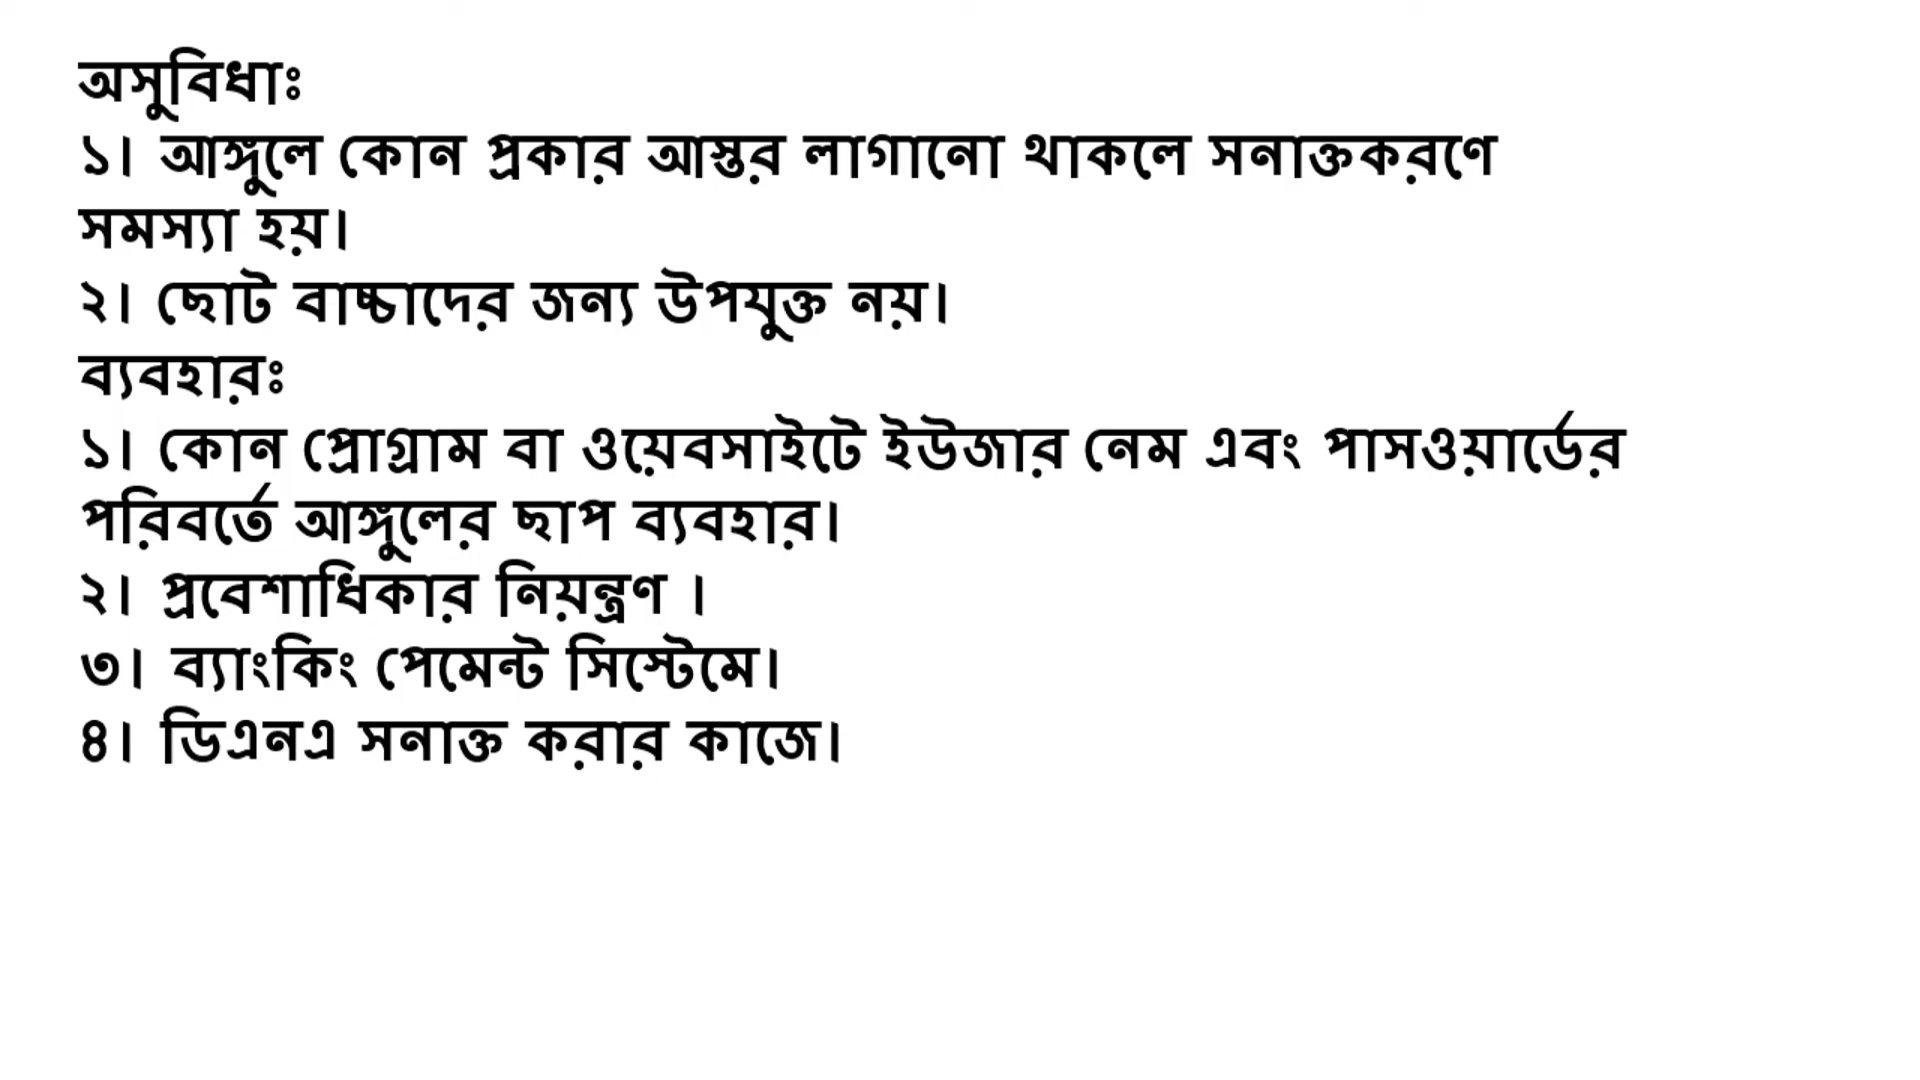 অসুবিধাঃ
১। আঙ্গুলে কোন প্রকার আস্তর লাগানো থাকলে সনাক্তকরণে
সমস্যা হয়।
২। ছোট বাচ্চাদের জন্য উপযুক্ত নয়।
ব্যবহারঃ
১। কোন প্রোগ্রাম বা ওয়েবসাইটে ইউজার নেম এবং পাসওয়ার্ডের
পরিবর্তে আঙ্গুলের ছাপ ব্যবহার।
২। প্রবেশাধিকার নিয়ন্ত্রণ ।
৩। ব্যাংকিং পেমেন্ট সিস্টেমে।
৪। ডিএনএ সনাক্ত করার কাজে।